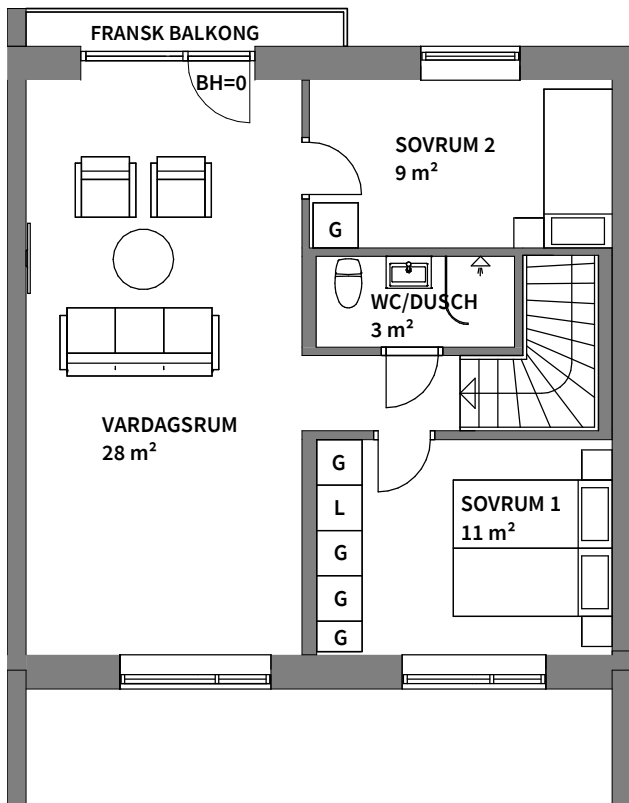 FRANSK BALKONG
BH=0
SOVRUM 2
9 m²
G
WC/DUSCH
3 m²
VARDAGSRUM
28 m²
G
L
G
G
G
SOVRUM 1
11 m²